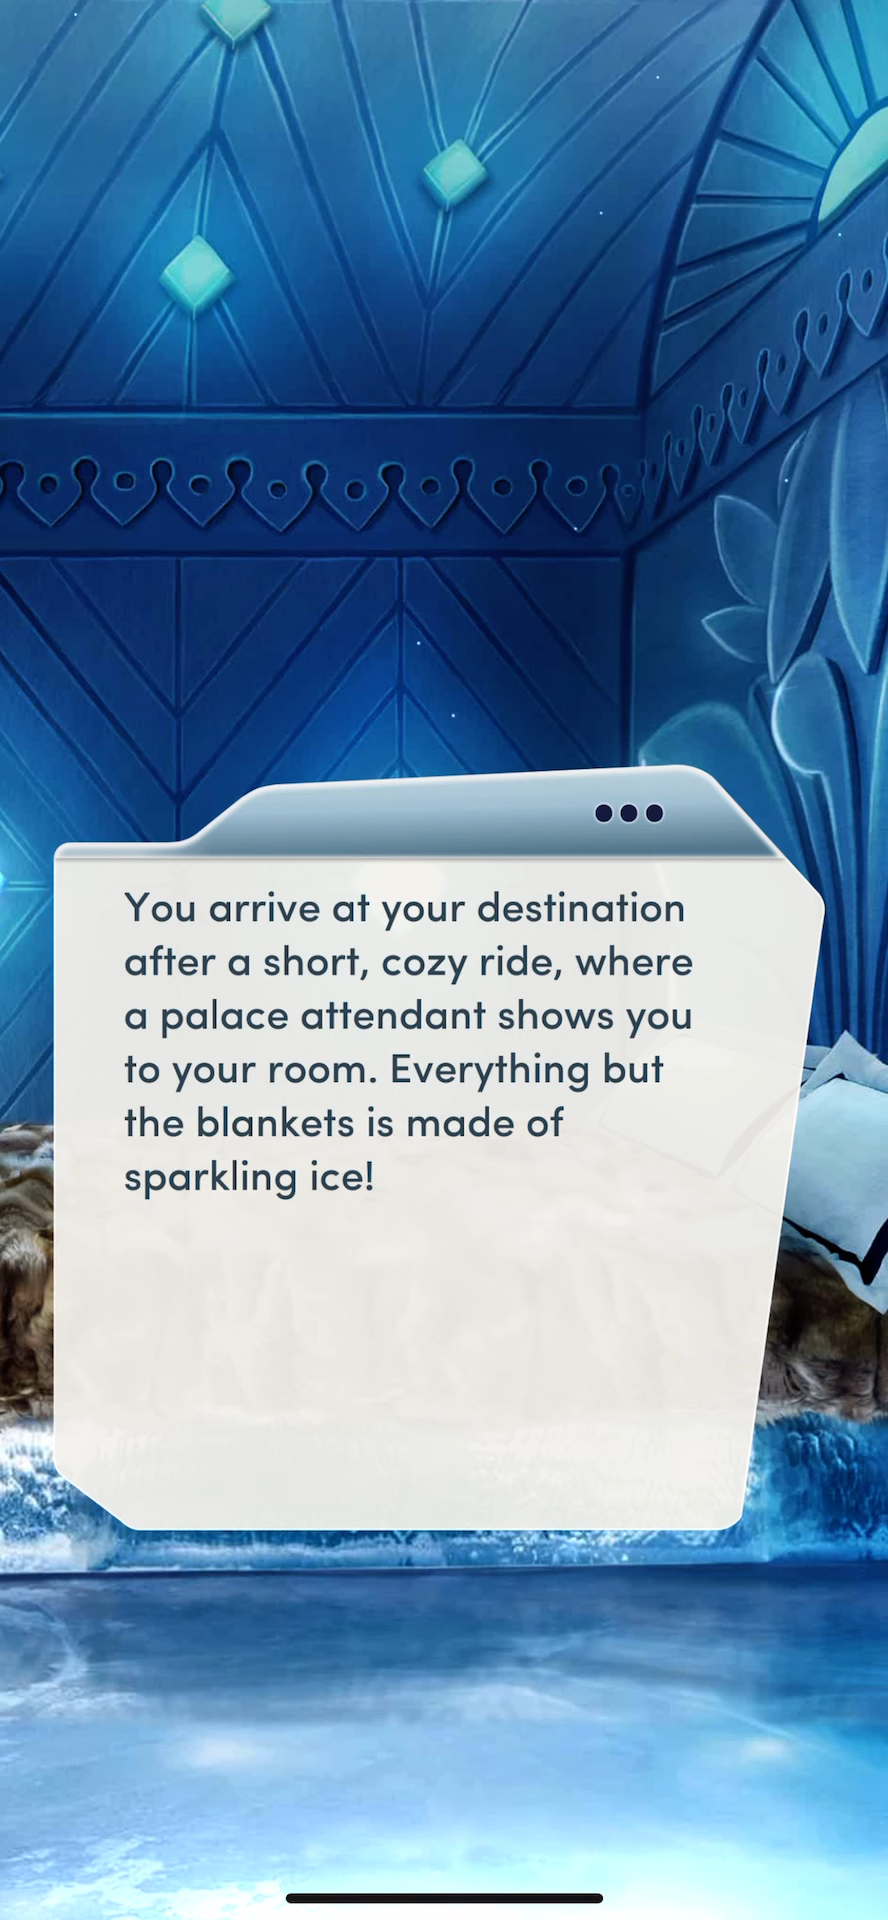 You arrive at your destination
after a short, cozy ride, where
a palace attendant shows you
to your room. Everything but
the blankets is made of
sparkling ice!